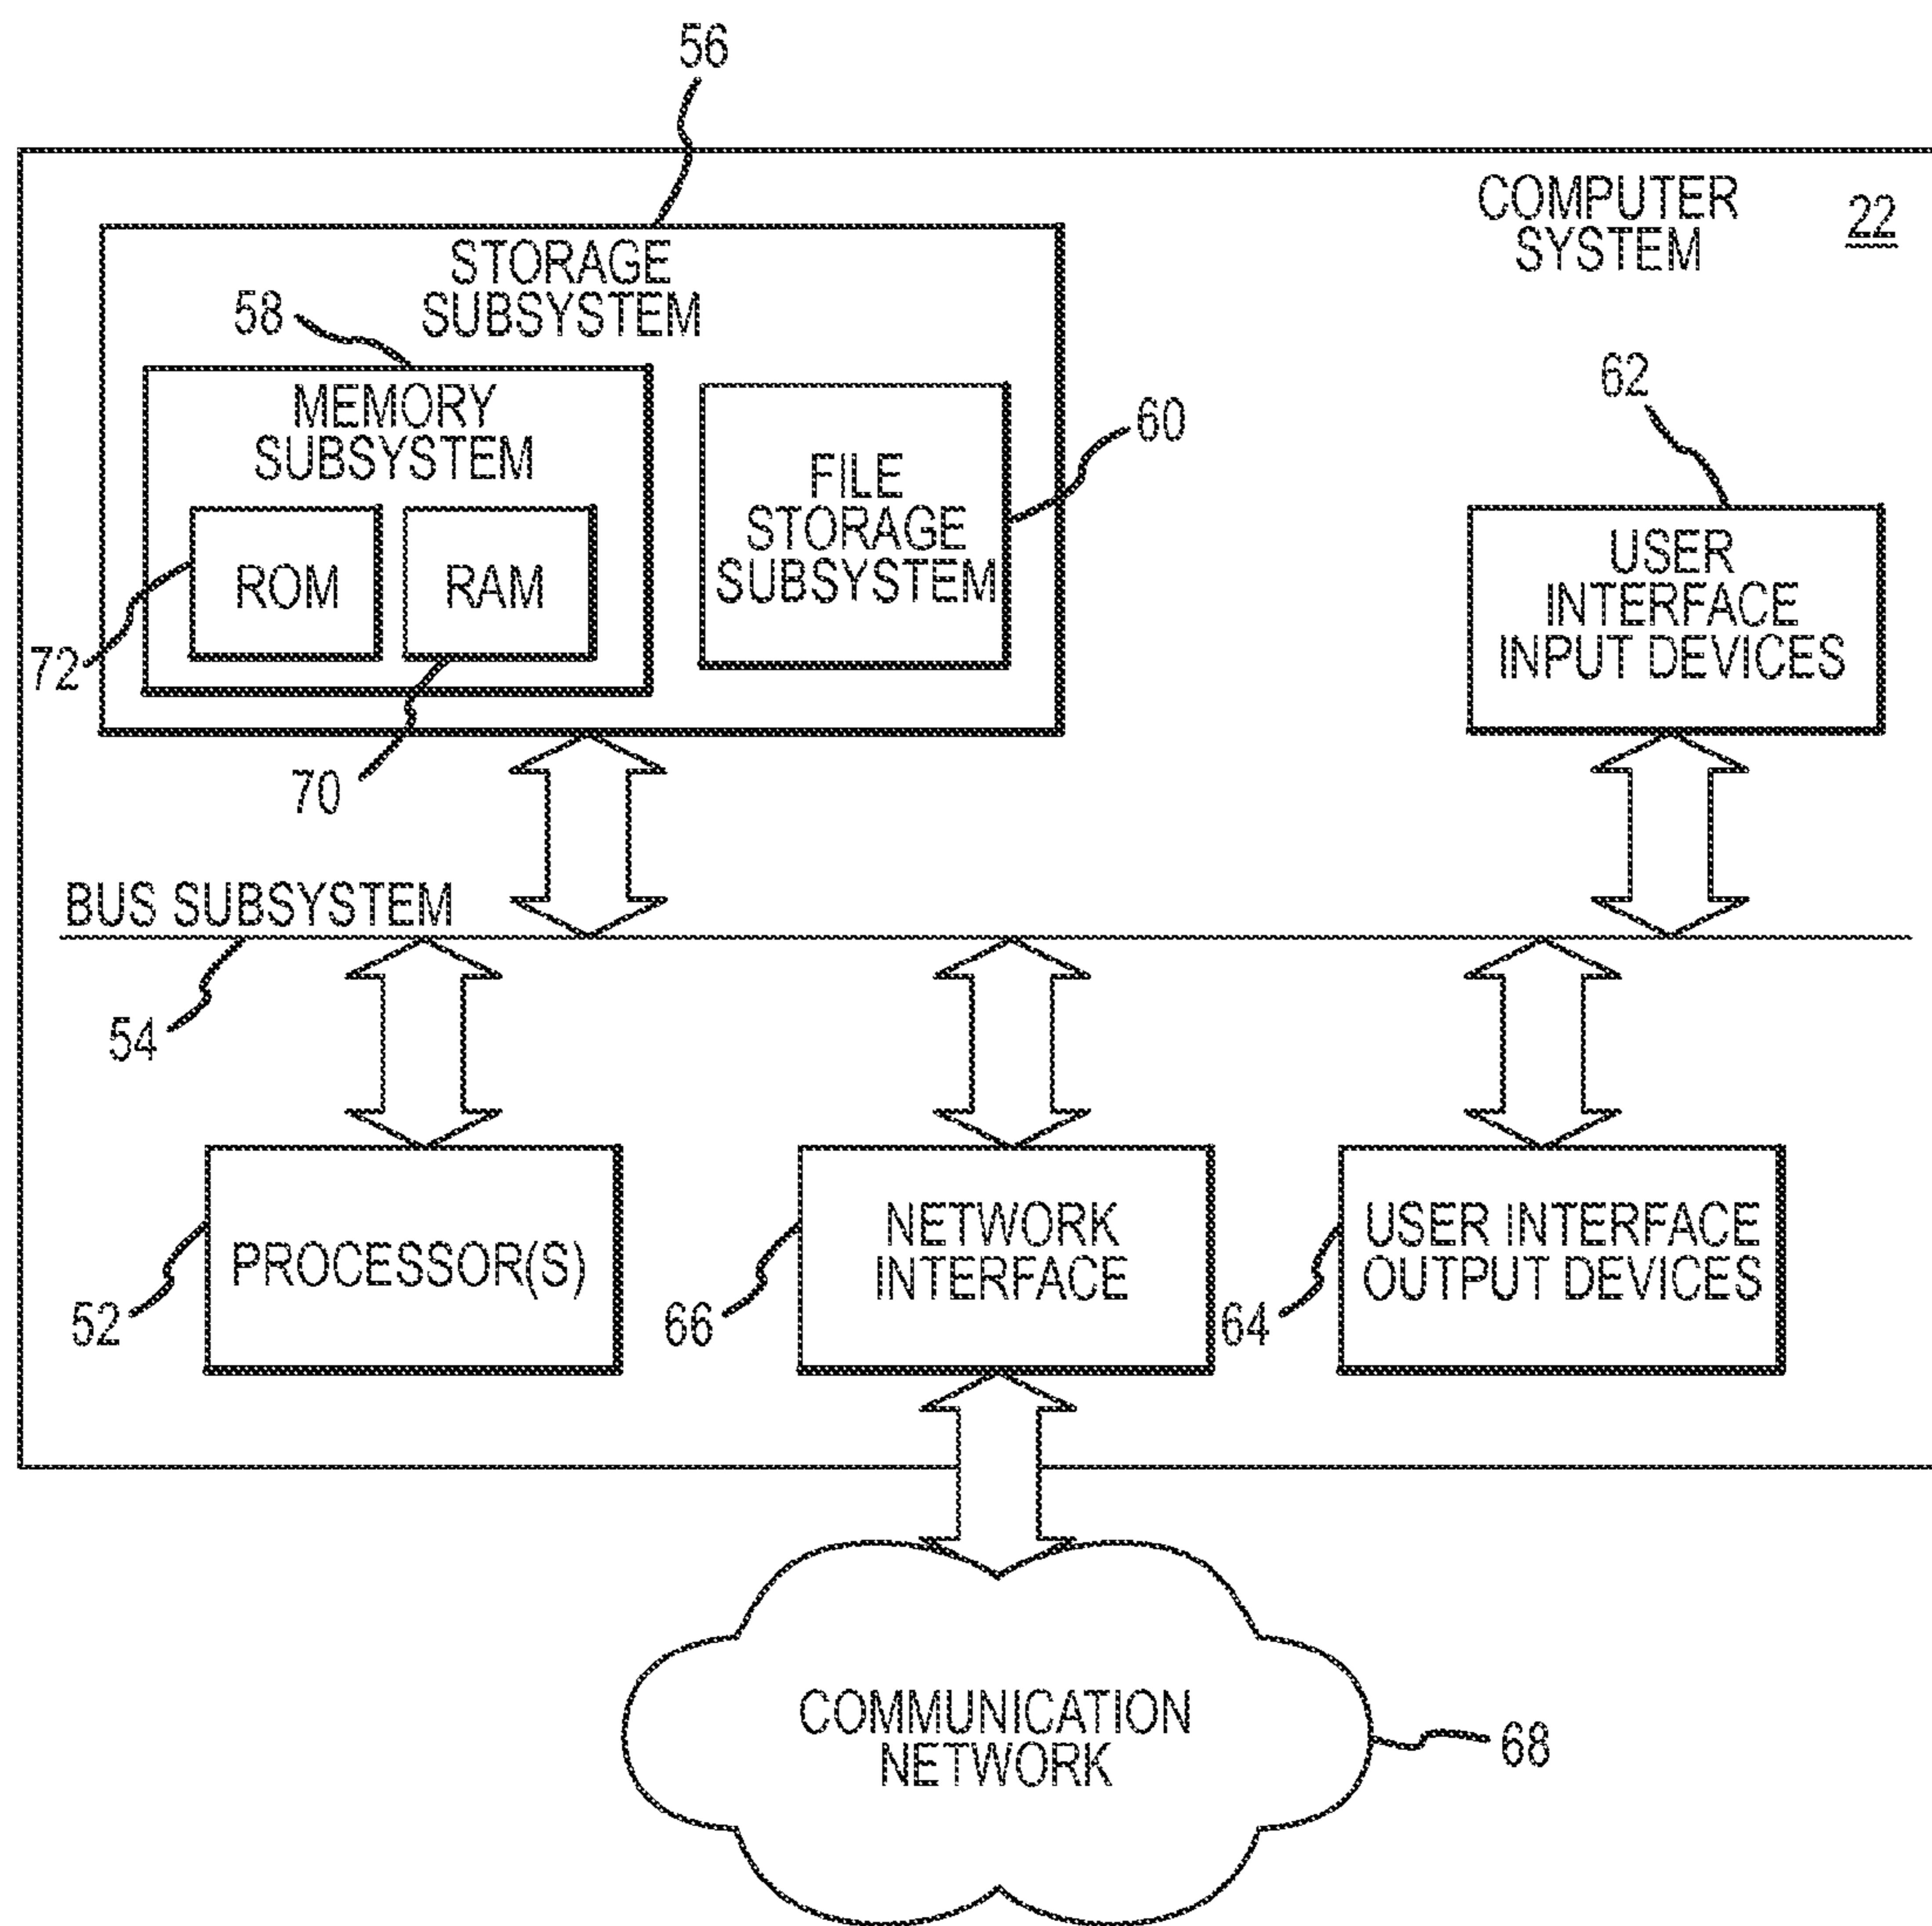 56
COMPUTER
SYSTEM
22
STORAGE
SUBSYSTEM
58
MEMORY
SUBSYSTEM
62
60
FILE
STORAGE
SUBSYSTEM
ROM
RAM
USER
INTERFACE
INPUT DEVICES
72
70
BUS SUBSYSTEM
54
PROCESSOR(S)
NETWORK
INTERFACE
USER INTERFACE
OUTPUT DEVICES
52
66
64
COMMUNICATION
NETWORK
68